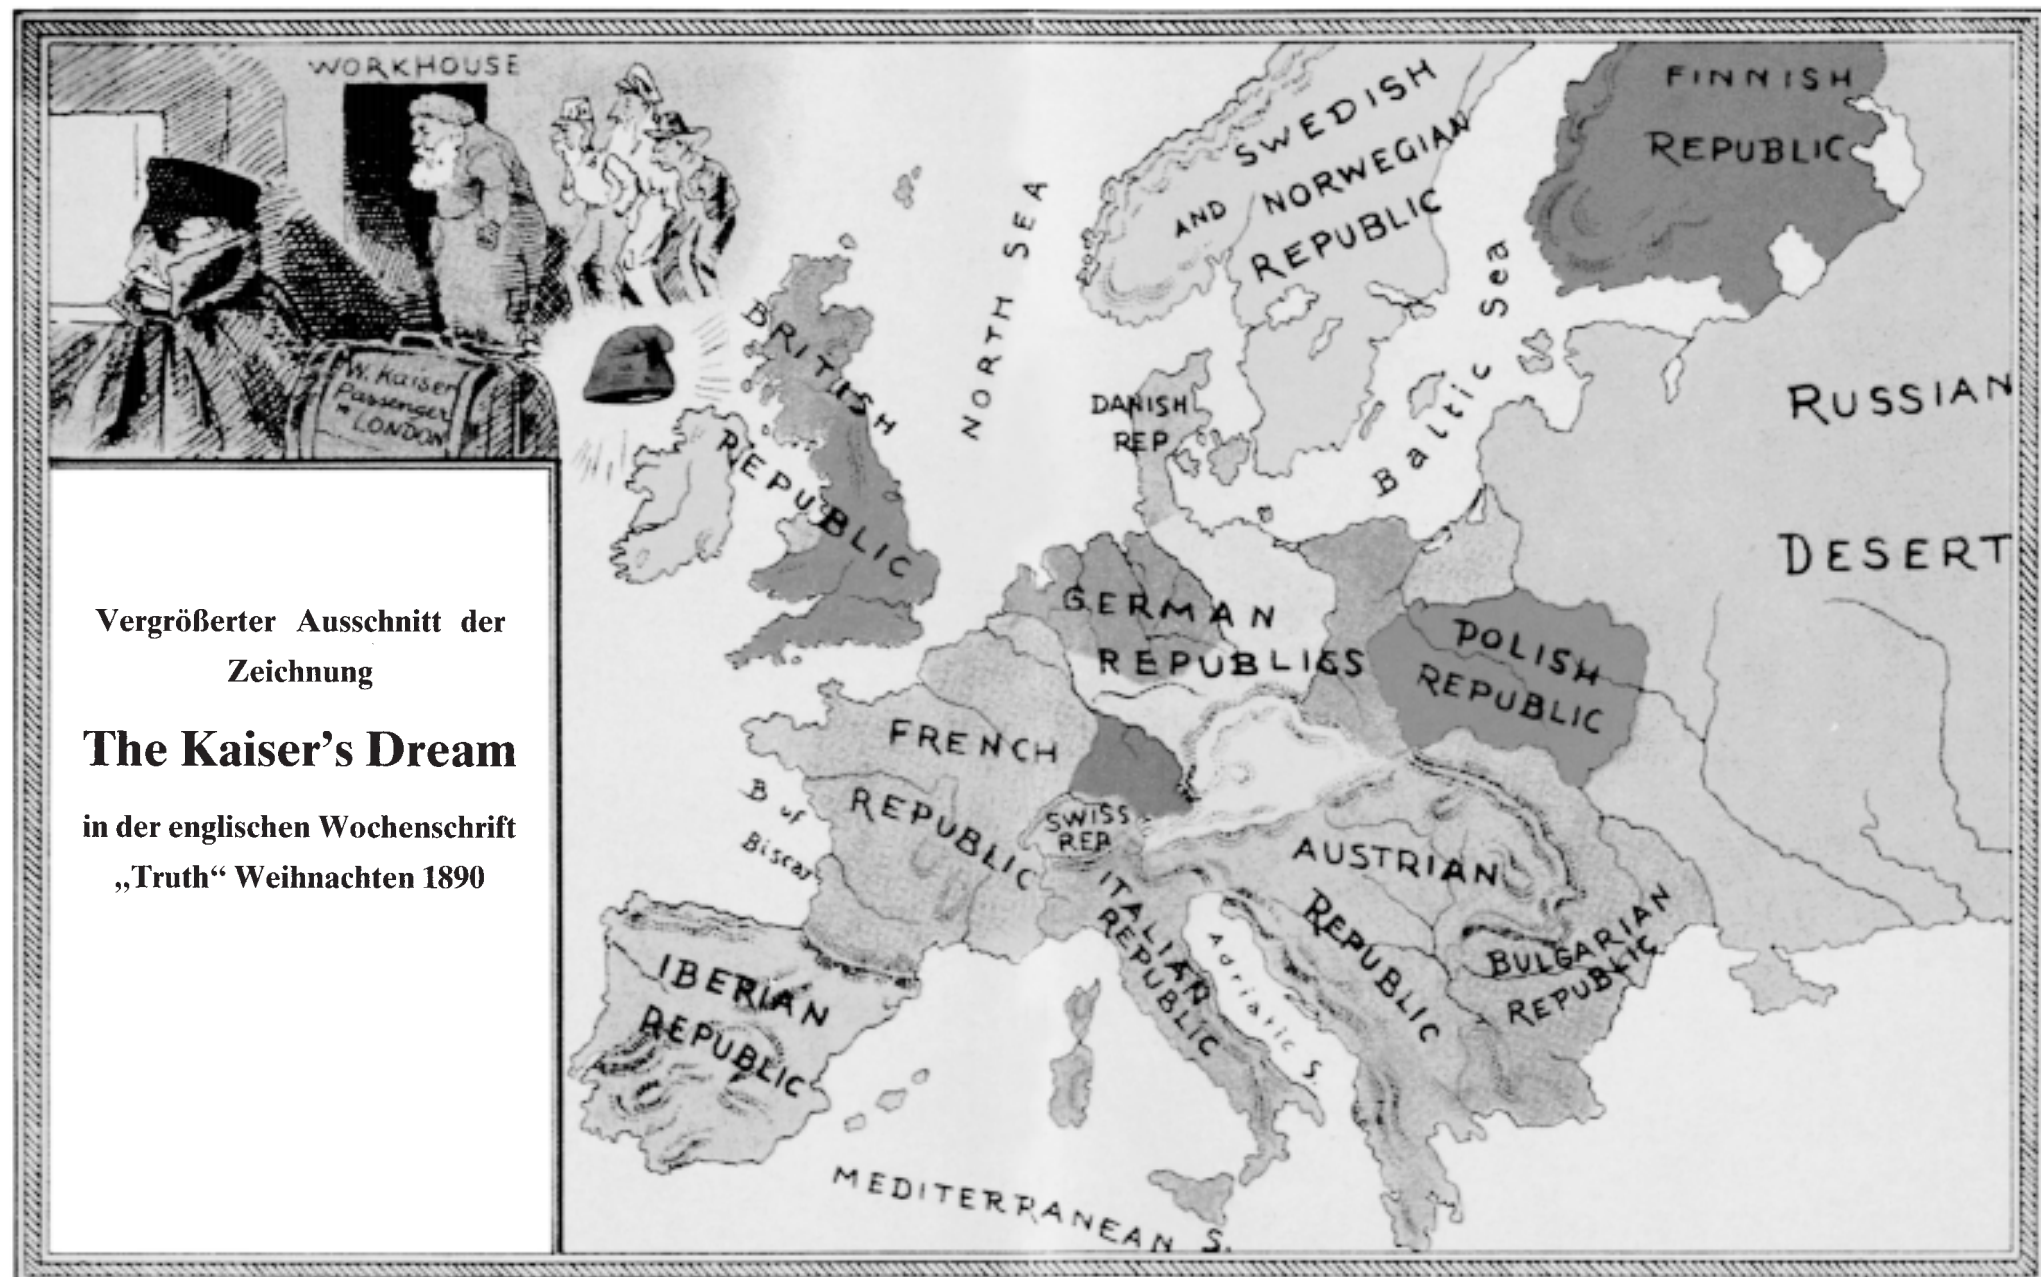 WORKHOUSE
W. Kaiser
Passenger
LONDON
Vergrößerter Ausschnitt der
Zeichnung
The Kaiser’s Dream
in der englischen Wochenschrift
„Truth“ Weihnachten 1890
NORTH SEA
SWEDISH
AND NORWEGIAN
REPUBLIC
FINNISH
REPUBLIC
BRITISH
REPUBLIC
DANISH
REP.
Baltic Sea
RUSSIAN
DESERT
GERMAN
REPUBLIGS
POLISH
REPUBLIC
FRENCH
REPUBLIC
B of
Biscay
SWISS
REP.
AUSTRIAN
REPUBLIC
ITALIAN
REPUBLIC
Adriatic S.
BULGARIAN
REPUBLIC
IBERIAN
REPUBLIC
MEDITERRANEAN S.